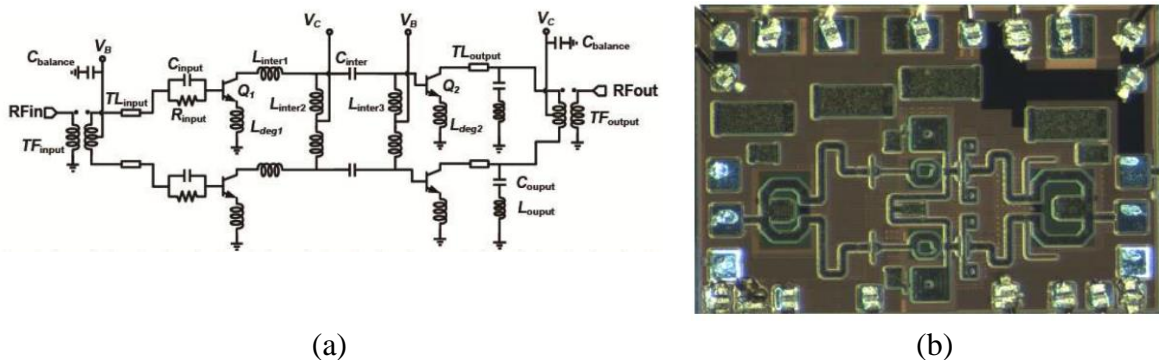 V_C
V_B
V_C
V_B
C_balance
C_inter
TL_output
C_balance
L_inter1
C_input
TL_input
Q_1
Q_2
RFin
L_inter2
L_inter3
RFout
R_input
L_deg1
L_deg2
TF_input
TF_output
C_ouput
L_ouput
(a)
(b)